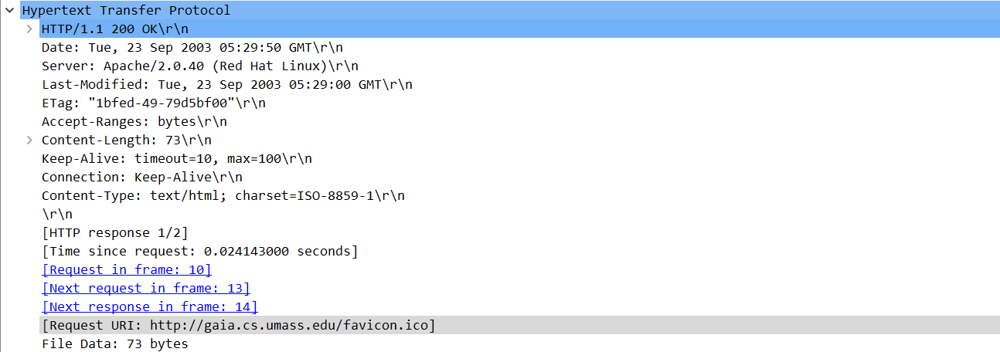 Hypertext Transfer Protocol
HTTP/1.1 200 OK\r\n
Date: Tue, 23 Sep 2003 05:29:50 GMT\r\n
Server: Apache/2.0.40 (Red Hat Linux)\r\n
Last-Modified: Tue, 23 Sep 2003 05:29:00 GMT\r\n
ETag: "1bfed-49-79d5bf00"\r\n
Accept-Ranges: bytes\r\n
Content-Length: 73\r\n
Keep-Alive: timeout=10, max=100\r\n
Connection: Keep-Alive\r\n
Content-Type: text/html; charset=ISO-8859-1\r\n
\r\n
[HTTP response 1/2]
[Time since request: 0.024143000 seconds]
[Request in frame: 10]
[Next request in frame: 13]
[Next response in frame: 14]
[Request URI: http://gaia.cs.umass.edu/favicon.ico]
File Data: 73 bytes